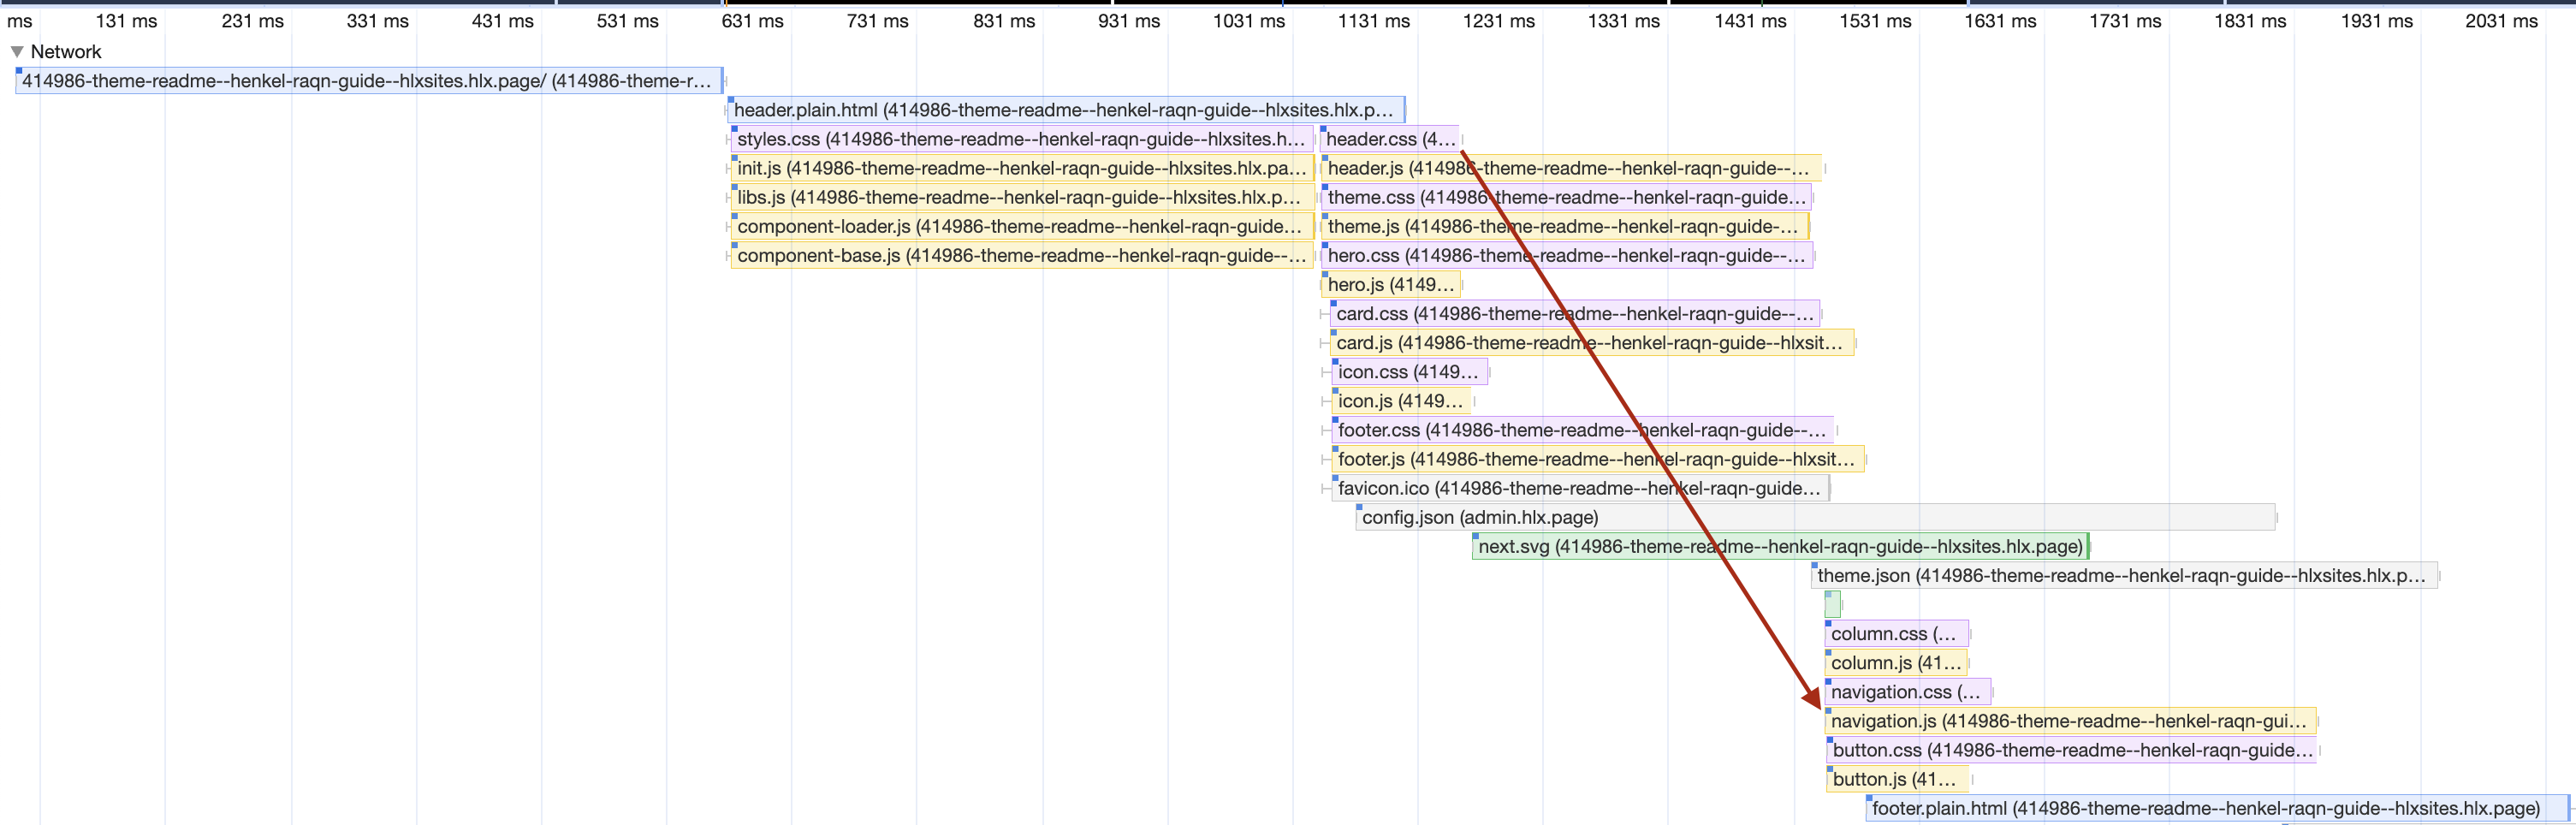 ms 131 ms 231 ms 331 ms 431 ms 531 ms 631 ms 731 ms 831 ms 931 ms 1031 ms 1131 ms 1231 ms 1331 ms 1431 ms 1531 ms 1631 ms 1731 ms 1831 ms 1931 ms 2031 ms
Network
414986-theme-readme--henkel-raqn-guide--hlxsites.hlx.page/ (414986-theme-r…
header.plain.html (414986-theme-readme--henkel-raqn-guide--hlxsites.hlx.p…
styles.css (414986-theme-readme--henkel-raqn-guide--hlxsites.h… header.css (4…
init.js (414986-theme-readme--henkel-raqn-guide--hlxsites.hlx.pa… header.js (414986-theme-readme--henkel-raqn-guide--…
libs.js (414986-theme-readme--henkel-raqn-guide--hlxsites.hlx.p… theme.css (414986-theme-readme--henkel-raqn-guide…
component-loader.js (414986-theme-readme--henkel-raqn-guide… theme.js (414986-theme-readme--henkel-raqn-guide-…
component-base.js (414986-theme-readme--henkel-raqn-guide--… hero.css (414986-theme-readme--henkel-raqn-guide--…
hero.js (4149…
card.css (414986-theme-readme--henkel-raqn-guide--…
card.js (414986-theme-readme--henkel-raqn-guide--hlxsit…
icon.css (4149…
icon.js (4149…
footer.css (414986-theme-readme--henkel-raqn-guide--…
footer.js (414986-theme-readme--henkel-raqn-guide--hlxsit…
favicon.ico (414986-theme-readme--henkel-raqn-guide…
config.json (admin.hlx.page)
next.svg (414986-theme-readme--henkel-raqn-guide--hlxsites.hlx.page)
theme.json (414986-theme-readme--henkel-raqn-guide--hlxsites.hlx.p…
column.css (…
column.js (41…
navigation.css (…
navigation.js (414986-theme-readme--henkel-raqn-gui…
button.css (414986-theme-readme--henkel-raqn-guide…
button.js (41…
footer.plain.html (414986-theme-readme--henkel-raqn-guide--hlxsites.hlx.page)